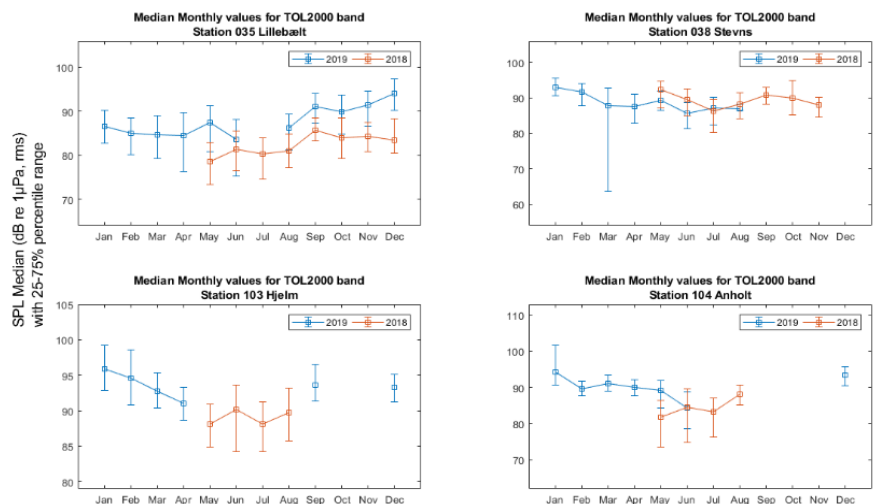 Median Monthly values for TOL2000 band
Station 035 Lillebælt
2019 2018
100
90
80
70
Jan Feb Mar Apr May Jun Jul Aug Sep Oct Nov Dec
Median Monthly values for TOL2000 band
Station 038 Stevns
2019 2018
100
90
80
70
60
Jan Feb Mar Apr May Jun Jul Aug Sep Oct Nov Dec
SPL Median (dB re 1µPa, rms)
with 25-75% percentile range
Median Monthly values for TOL2000 band
Station 103 Hjelm
2019 2018
105
100
95
90
85
80
Jan Feb Mar Apr May Jun Jul Aug Sep Oct Nov Dec
Median Monthly values for TOL2000 band
Station 104 Anholt
2019 2018
110
100
90
80
70
60
Jan Feb Mar Apr May Jun Jul Aug Sep Oct Nov Dec